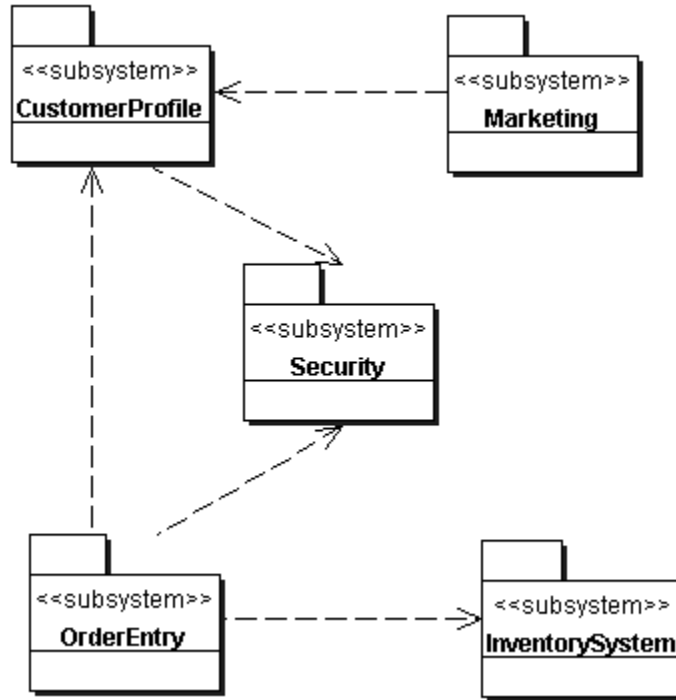 <<subsystem>>
CustomerProfile
<<subsystem>>
Marketing
<<subsystem>>
Security
<<subsystem>>
OrderEntry
<<subsystem>>
InventorySystem